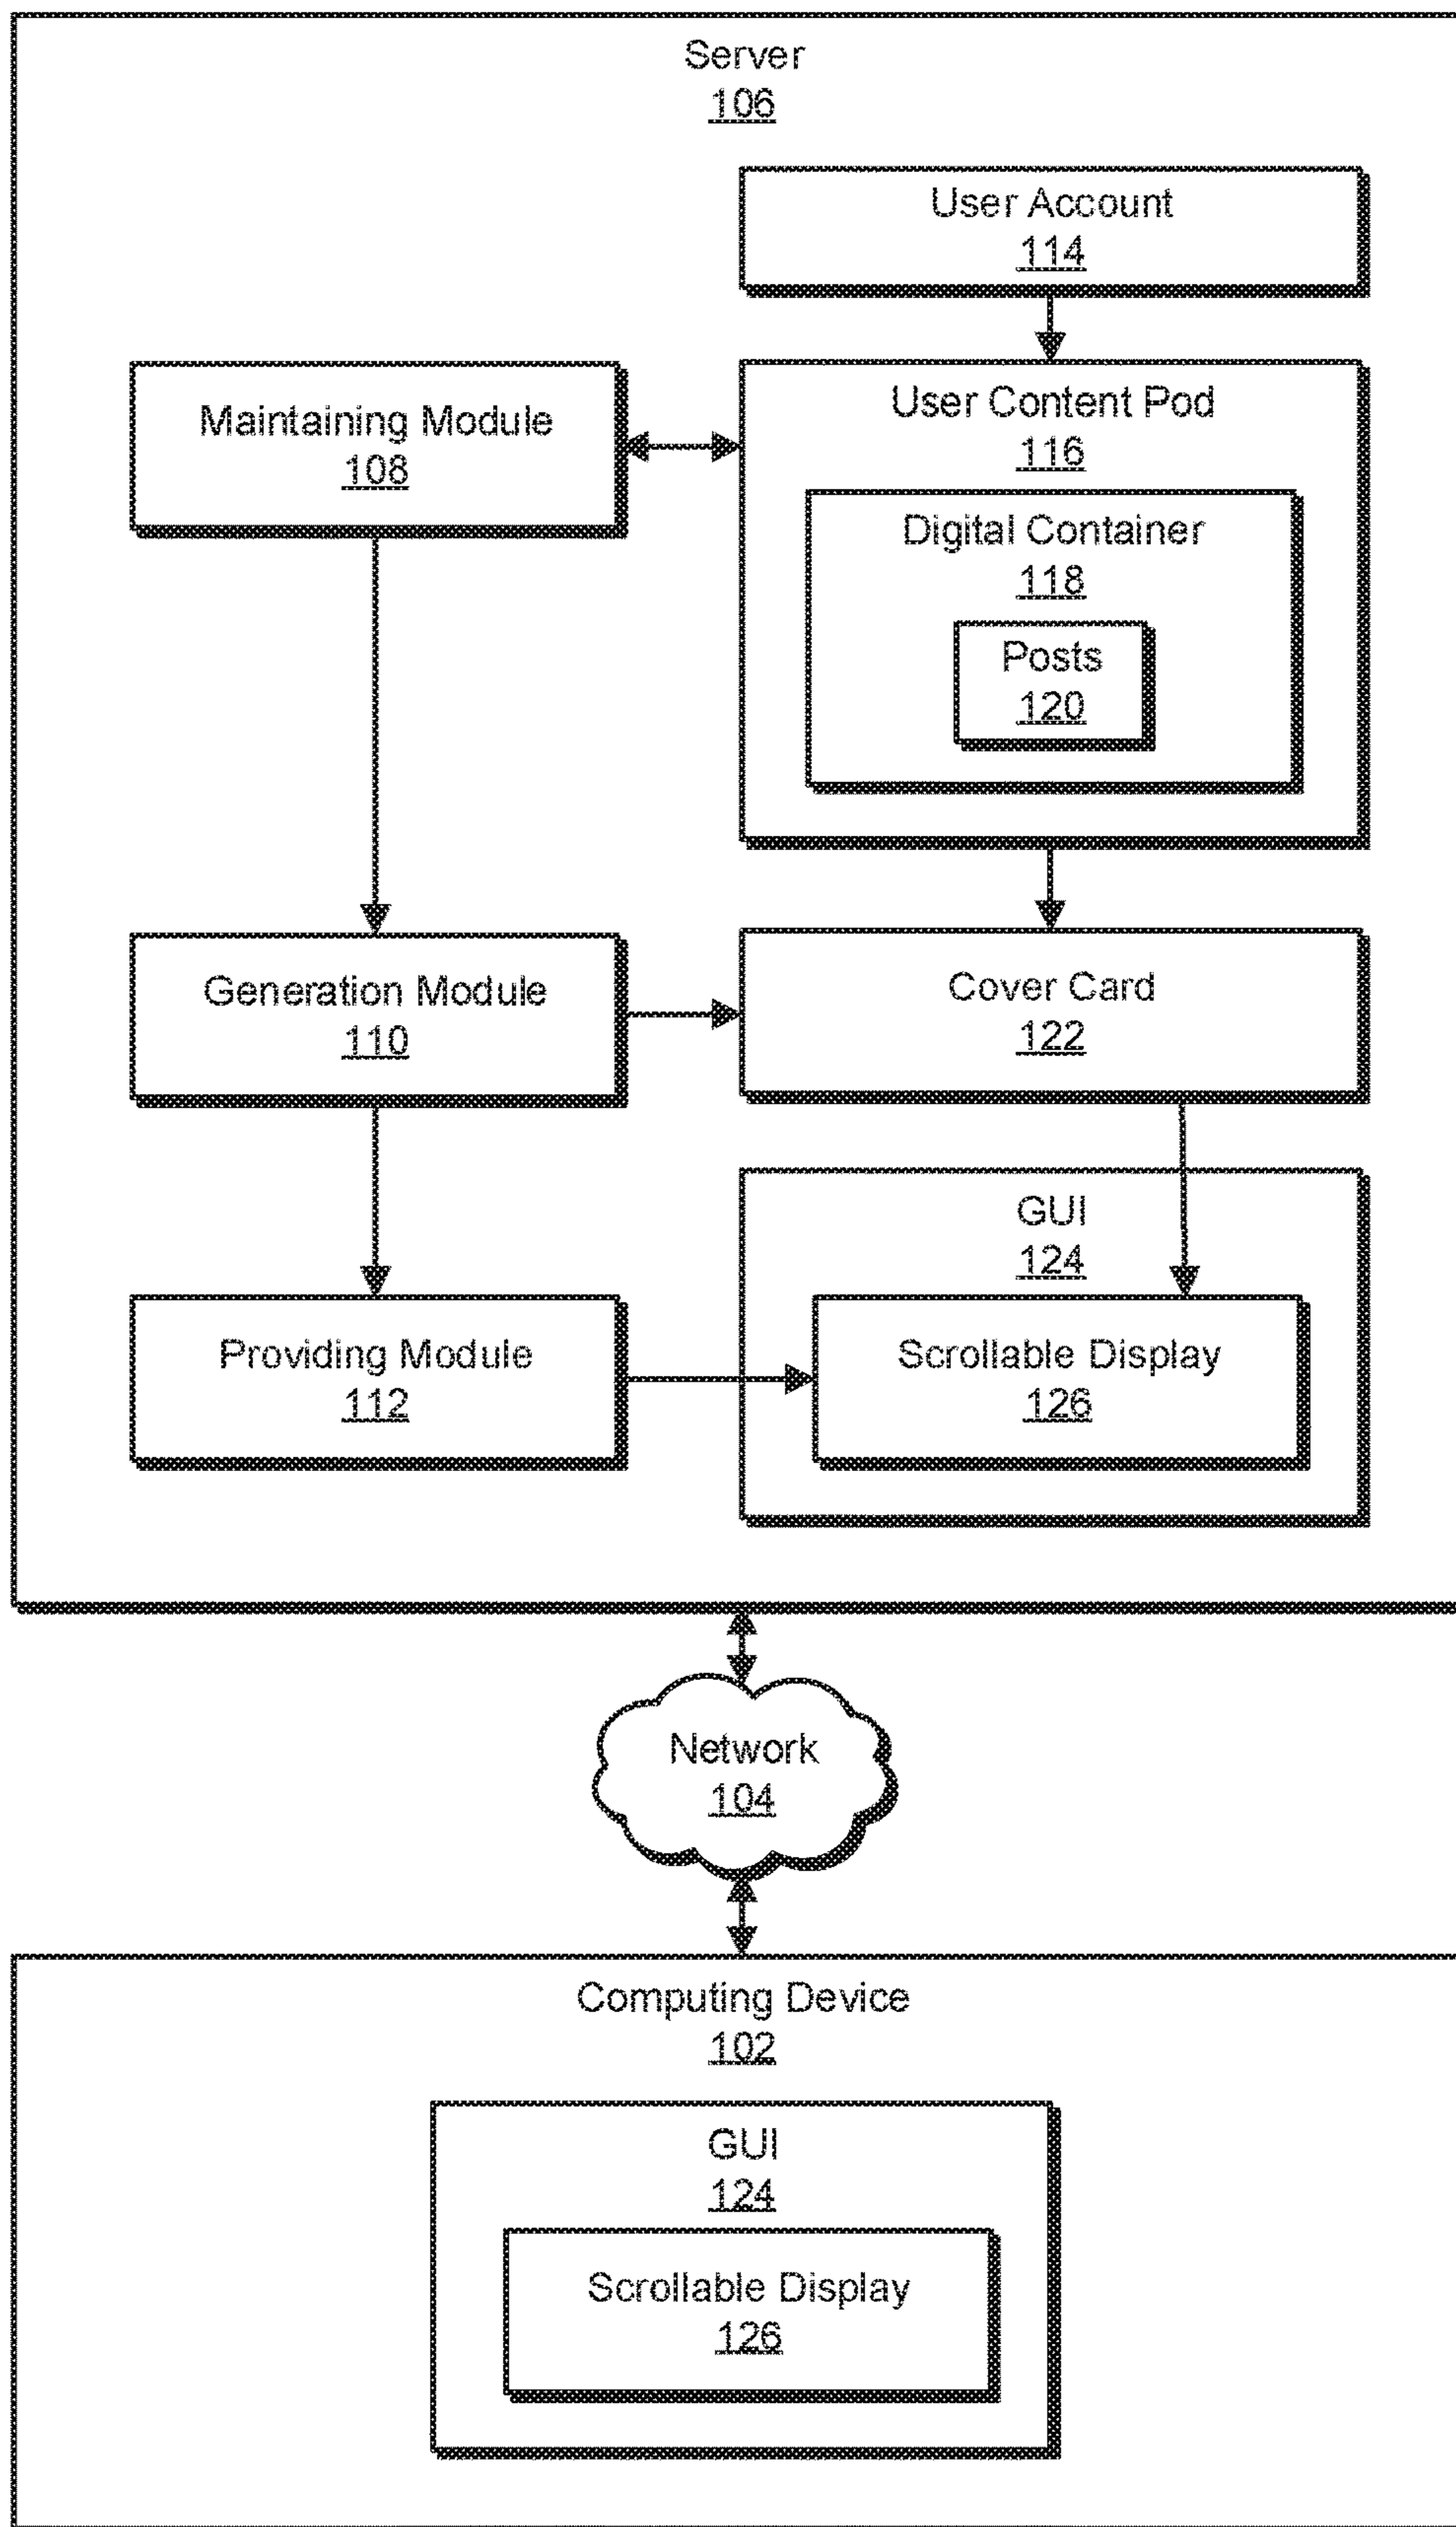 Server
106
User Account
114
Maintaining Module
108
User Content Pod
116
Digital Container
118
Posts
120
Generation Module
110
Cover Card
122
GUI
124
Providing Module
112
Scrollable Display
126
Network
104
Computing Device
102
GUI
124
Scrollable Display
126